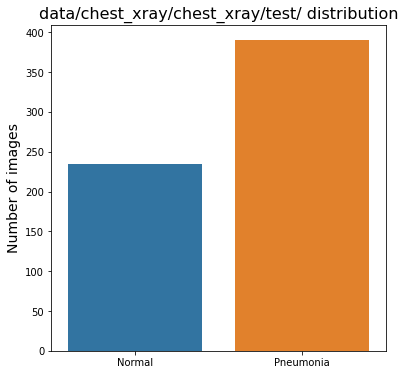 data/chest_xray/chest_xray/test/ distribution
Number of images
400
350
300
250
200
150
100
50
0
Normal
Pneumonia